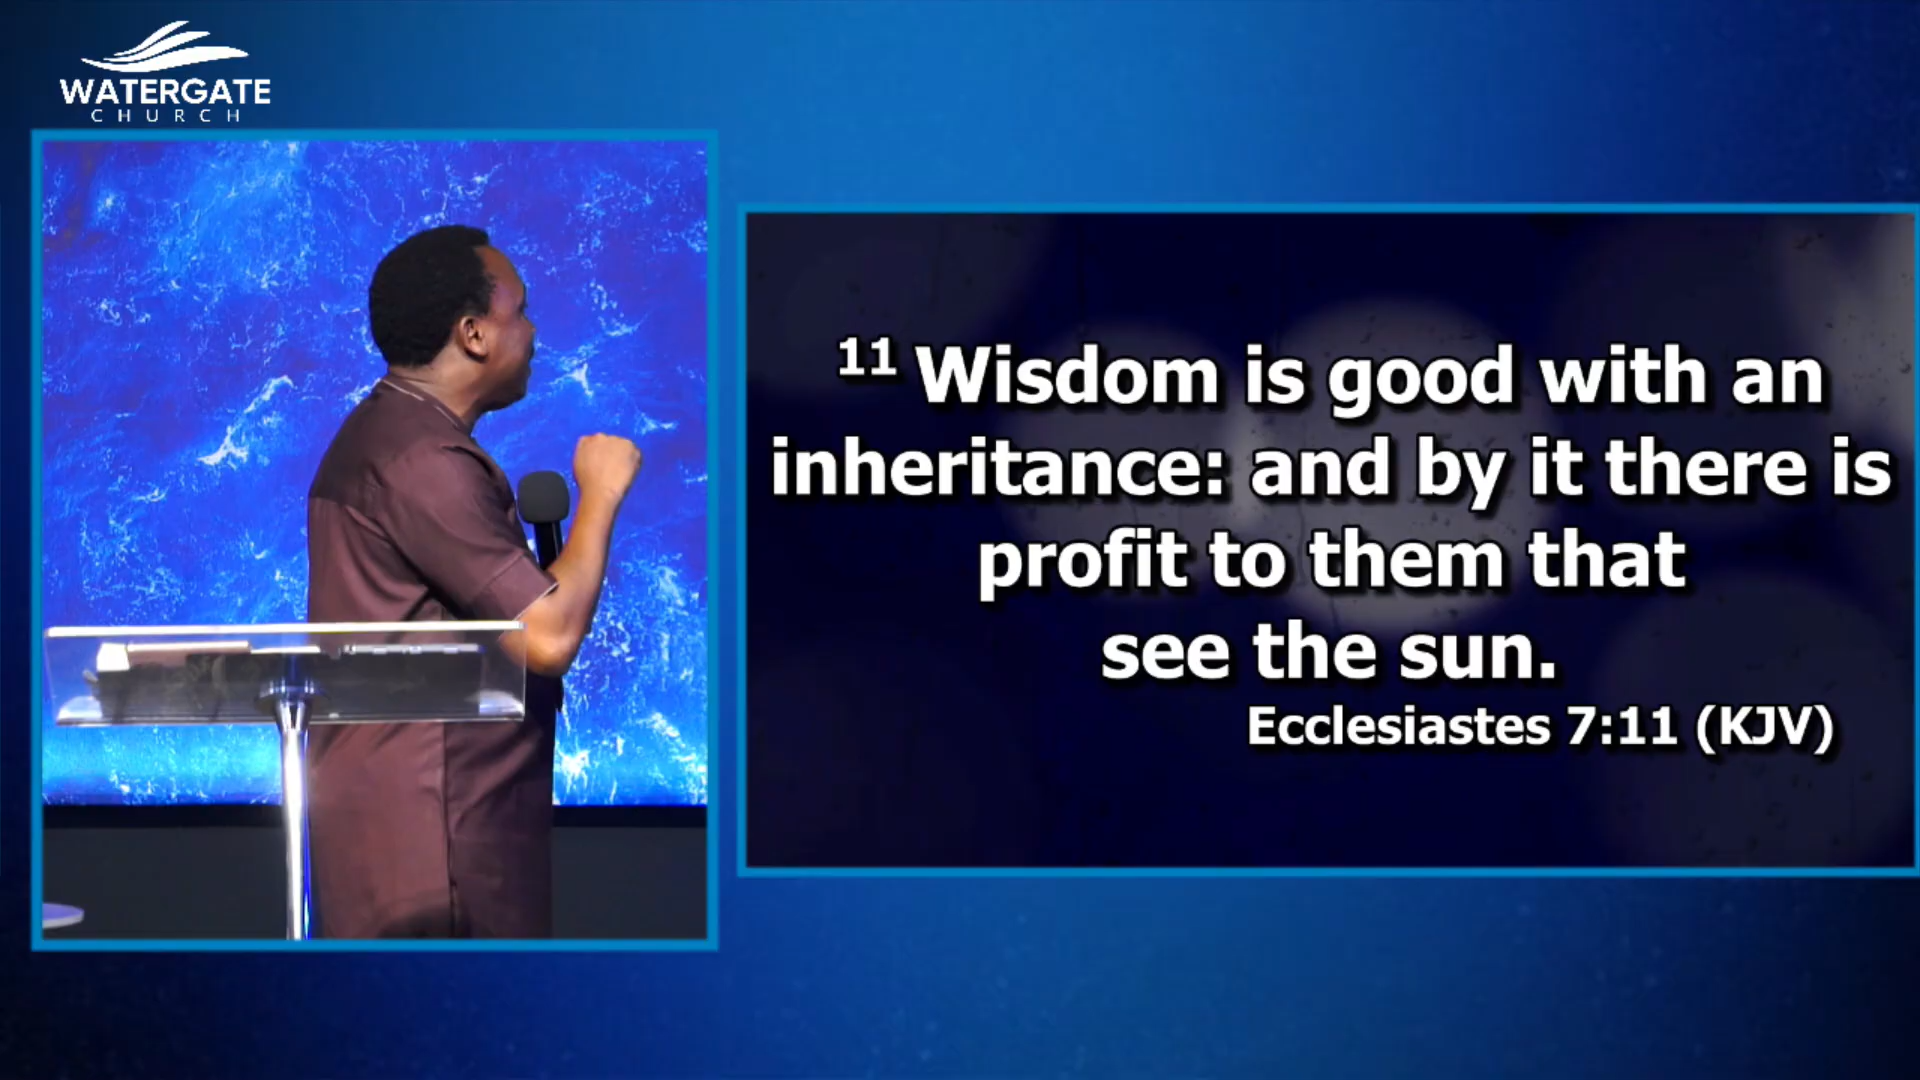 WATERGATE
CHURCH
11 Wisdom is good with an
inheritance: and by it there is
profit to them that
see the sun.
Ecclesiastes 7:11 (KJV)